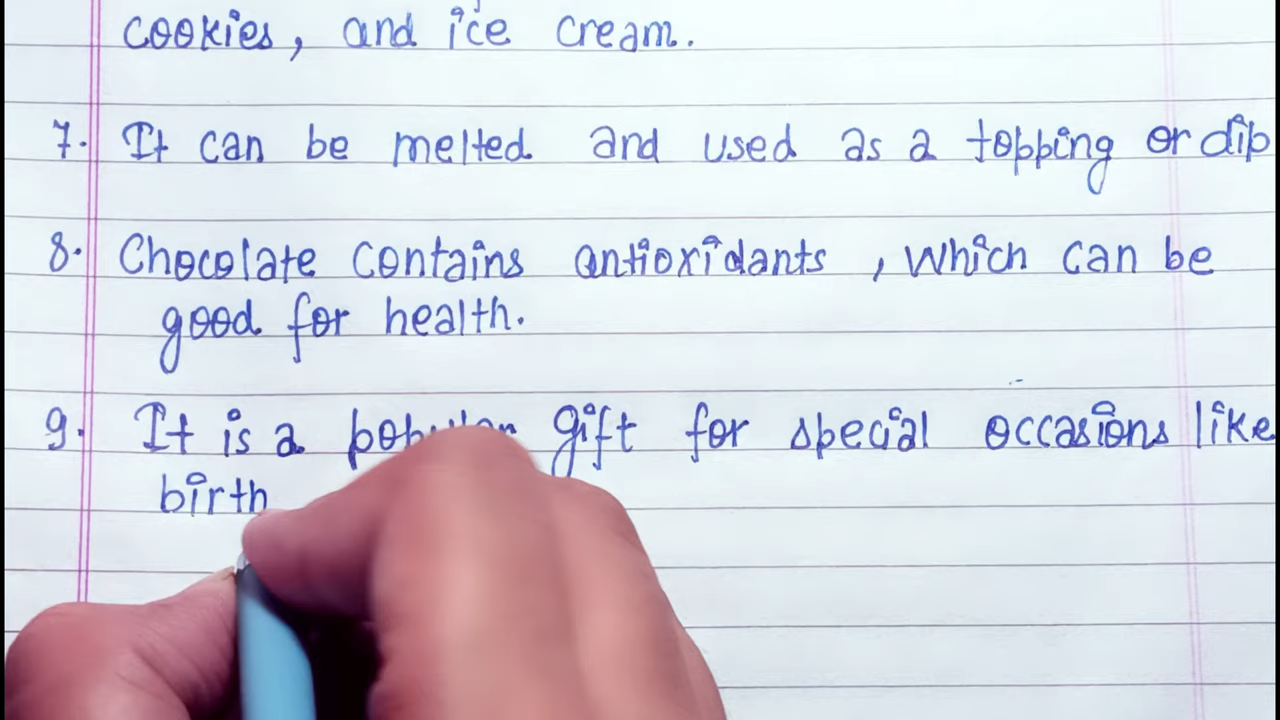 cookies, and ice cream.
7. It can be melted and used as a topping or dip
8. Chocolate contains antioxidants, which can be
good for health.
9. It is a gift for special occasions like
birth